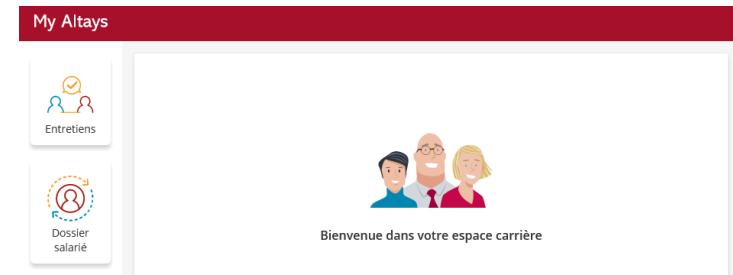 My Altays
Entretiens
Dossier
salarié
Bienvenue dans votre espace carrière